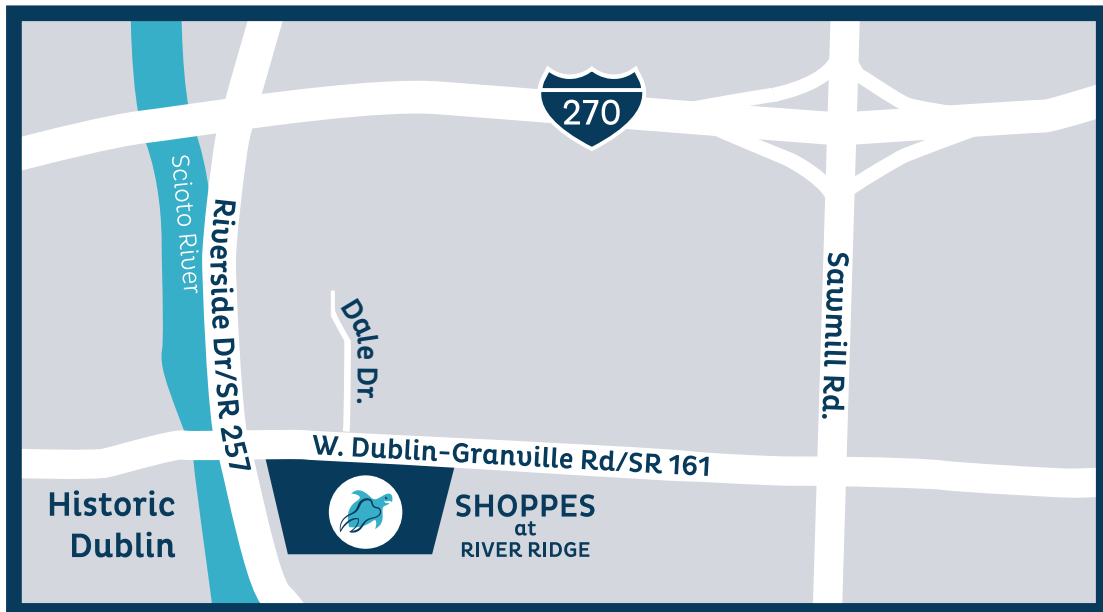 270
Scioto River
Riverside Dr/SR 257
Dale Dr.
Sawmill Rd.
W. Dublin-Granville Rd/SR 161
Historic
Dublin
SHOPPES
at
RIVER RIDGE